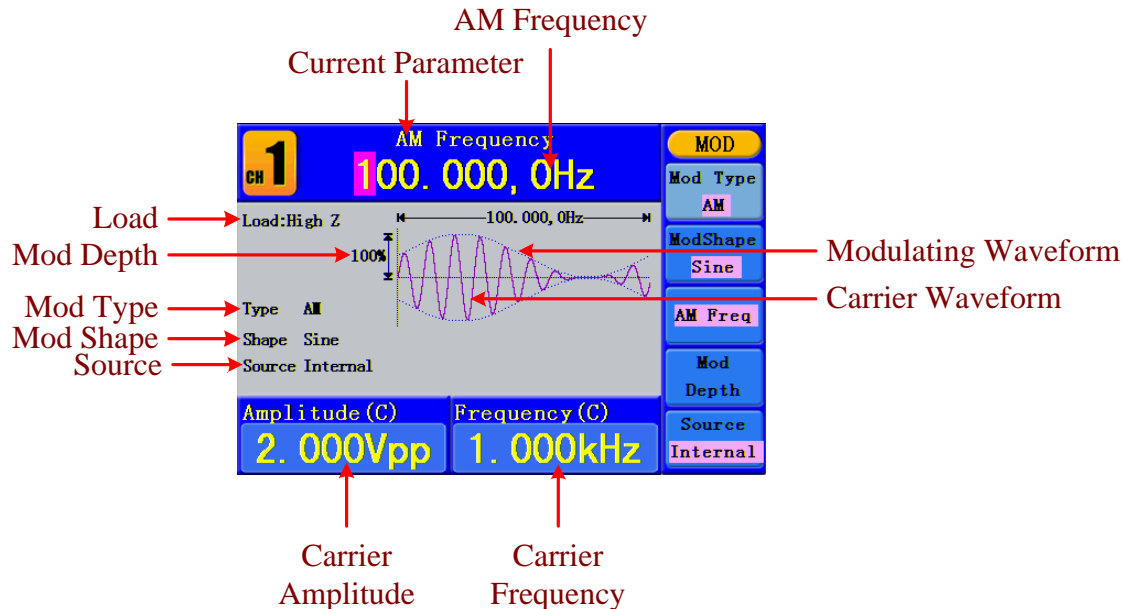 AM Frequency
Current Parameter
CH 1
AM Frequency
100.000,0Hz
MOD
Mod Type
AM
Load
Load:High Z
100.000,0Hz
Mod Depth
100%
ModShape
Sine
Modulating Waveform
Carrier Waveform
Mod Type
Type AM
AM Freq
Mod Shape
Shape Sine
Source
Source Internal
Mod
Depth
Amplitude(C)
2.000Vpp
Frequency(C)
1.000kHz
Source
Internal
Carrier
Amplitude
Carrier
Frequency